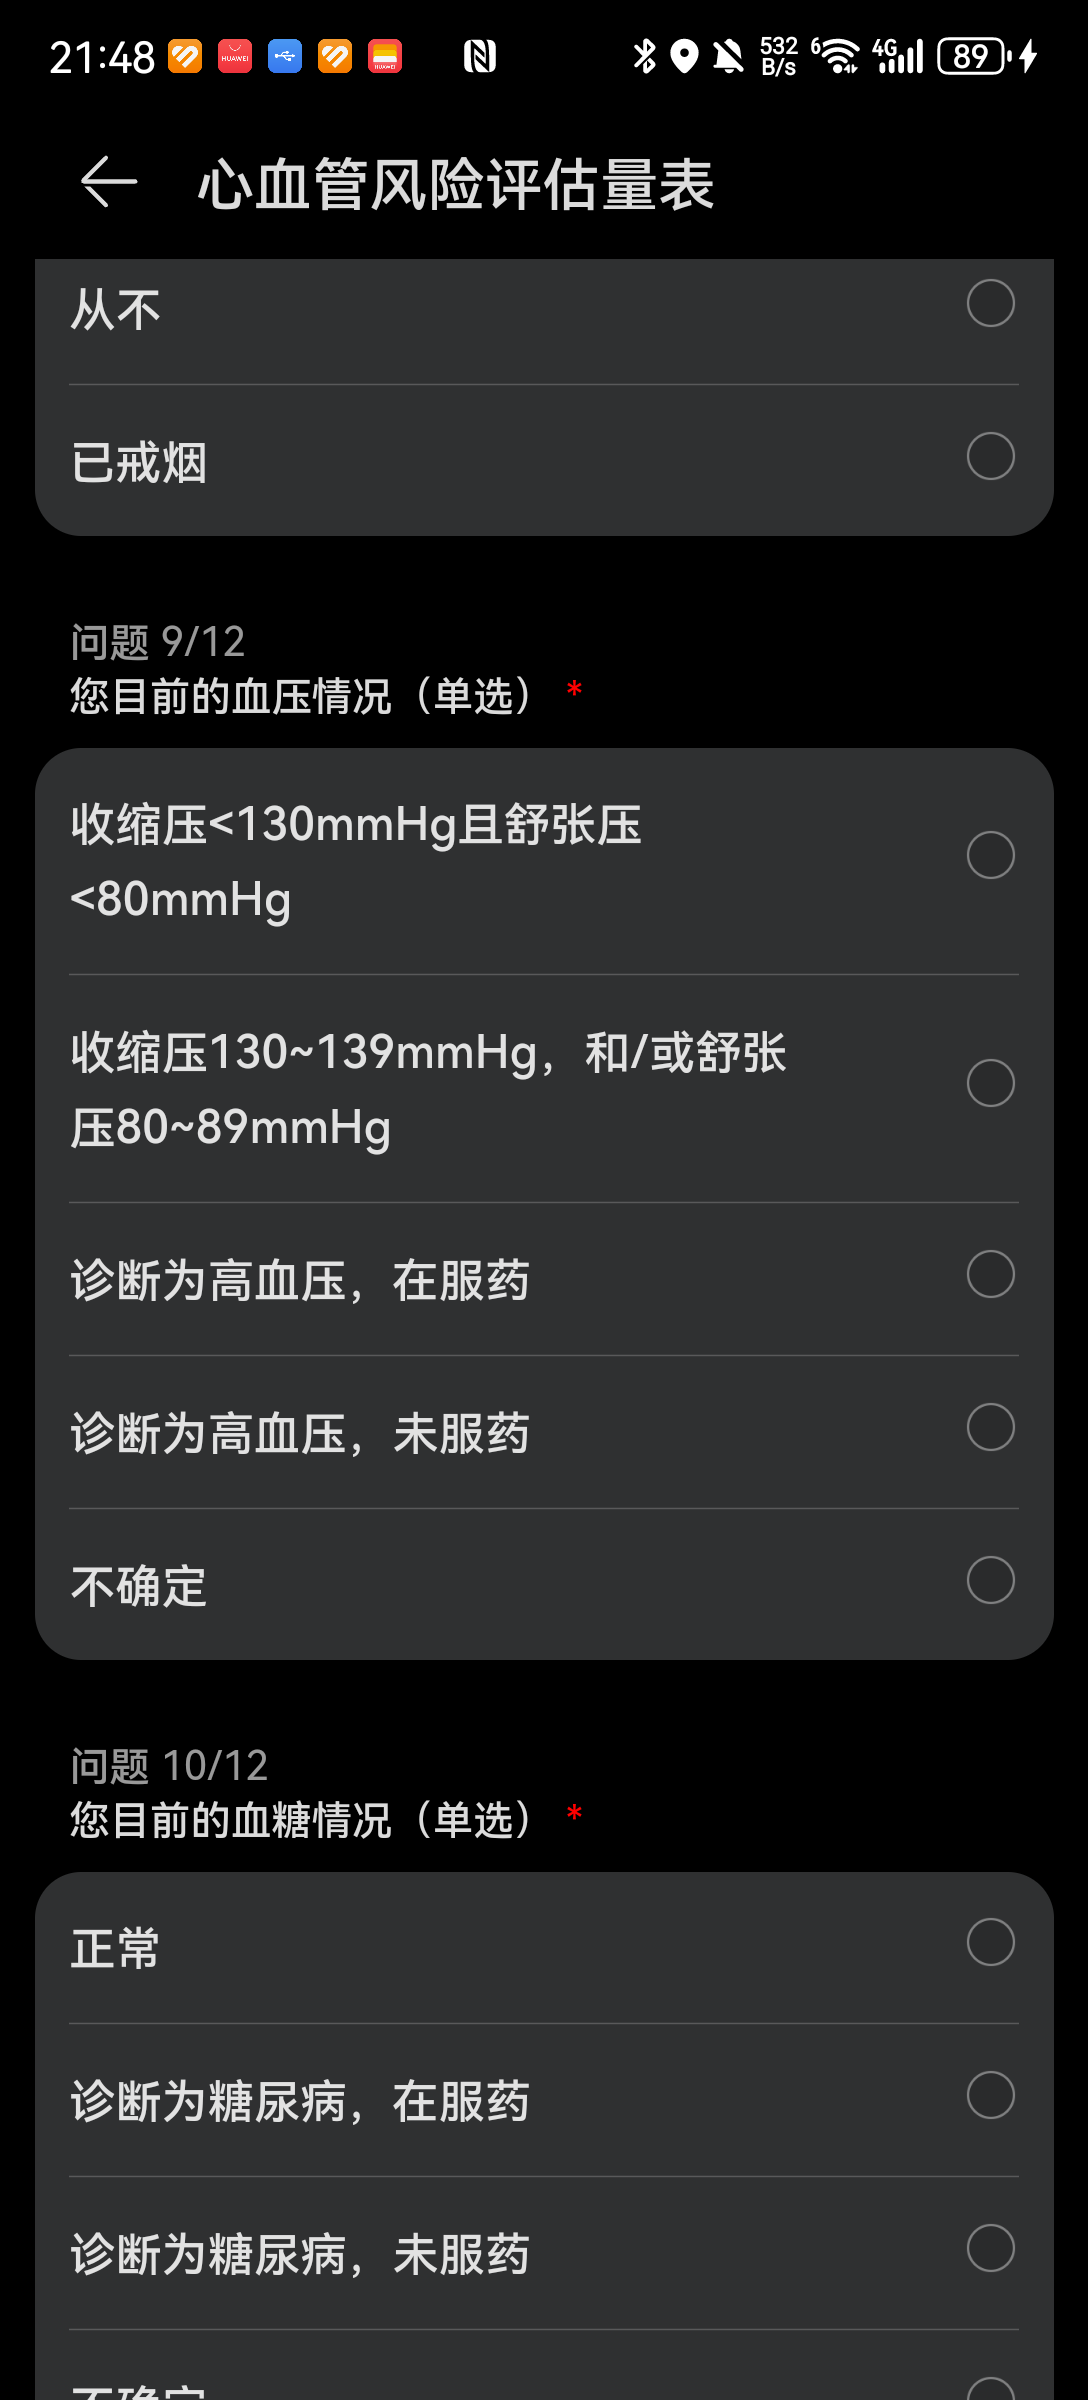 21:48 HUAWEI HUAWEI 532 B/s 6 4G 89
心血管风险评估量表
从不
已戒烟
问题 9/12
您目前的血压情况（单选） *
收缩压<130mmHg且舒张压
<80mmHg
收缩压130~139mmHg，和/或舒张
压80~89mmHg
诊断为高血压，在服药
诊断为高血压，未服药
不确定
问题 10/12
您目前的血糖情况（单选） *
正常
诊断为糖尿病，在服药
诊断为糖尿病，未服药
不确定